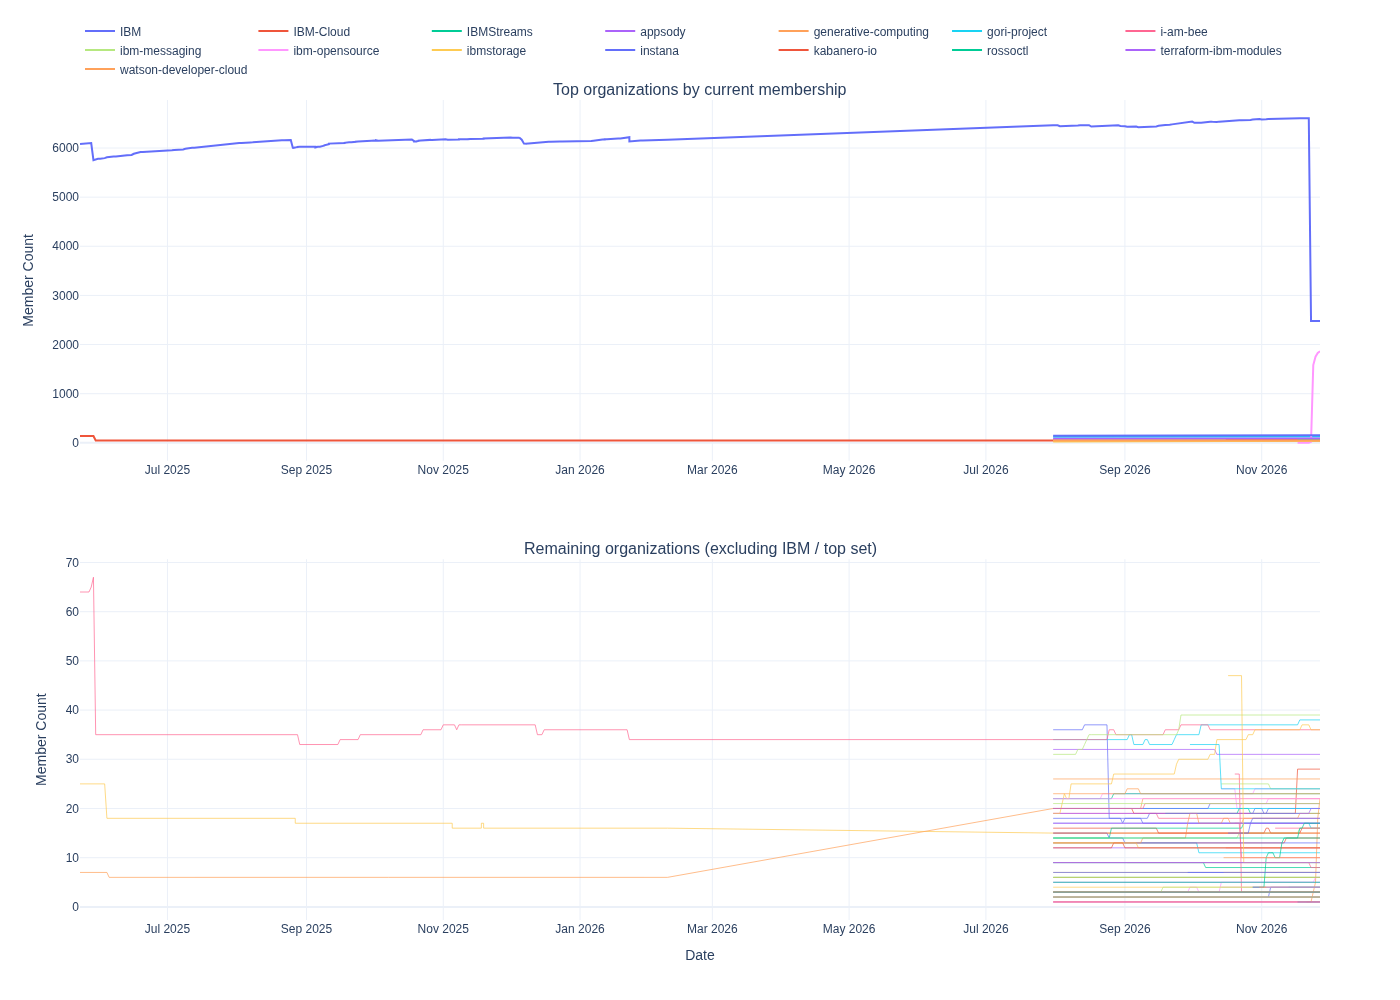 IBM IBM-Cloud IBMStreams appsody generative-computing gori-project i-am-bee
ibm-messaging ibm-opensource ibmstorage instana kabanero-io rossoctl terraform-ibm-modules
watson-developer-cloud
Top organizations by current membership
6000
5000
4000
3000
2000
1000
0
Member Count
Jul 2025 Sep 2025 Nov 2025 Jan 2026 Mar 2026 May 2026 Jul 2026 Sep 2026 Nov 2026
Remaining organizations (excluding IBM / top set)
70
60
50
40
30
20
10
0
Member Count
Jul 2025 Sep 2025 Nov 2025 Jan 2026 Mar 2026 May 2026 Jul 2026 Sep 2026 Nov 2026
Date